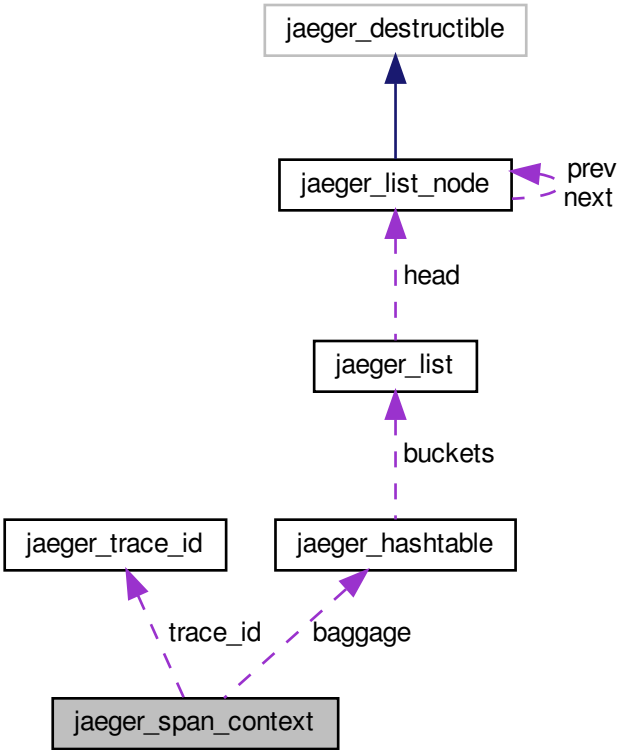 jaeger_destructible
jaeger_list_node
prev
next
head
jaeger_list
buckets
jaeger_trace_id
jaeger_hashtable
trace_id
baggage
jaeger_span_context